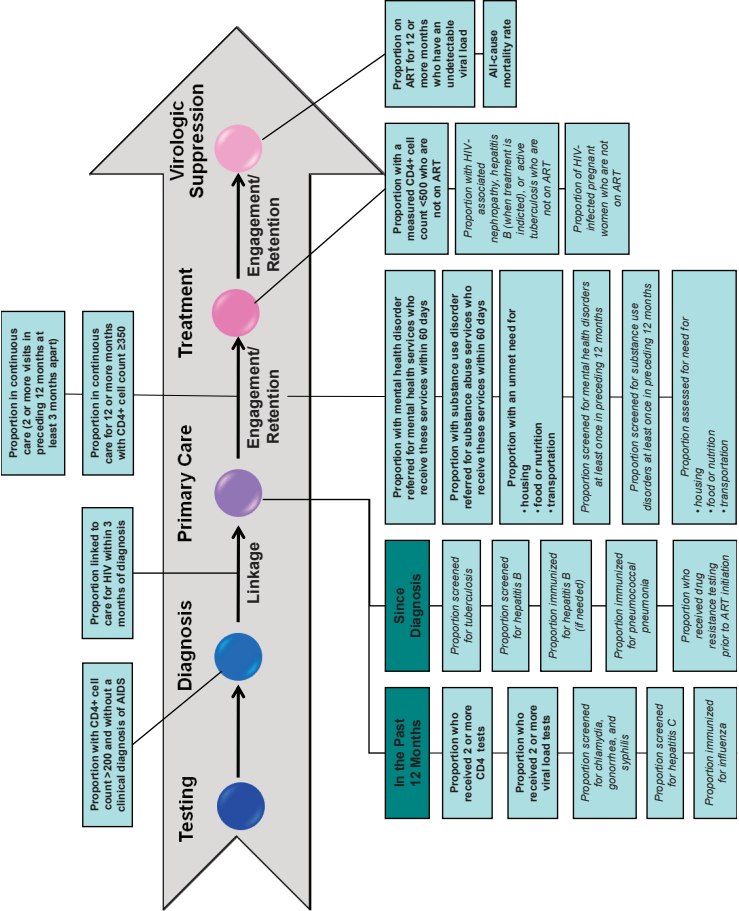 Proportion with CD4+ cell
count >200 and without a
clinical diagnosis of AIDS
Proportion linked to
care for HIV within 3
months of diagnosis
Proportion in continuous
care (2 or more visits in
preceding 12 months at
least 3 months apart)
Proportion in continuous
care for 12 or more months
with CD4+ cell count ≥350
Testing
Diagnosis
Primary Care
Treatment
Virologic
Suppression
Linkage
Engagement/
Retention
Engagement/
Retention
In the Past
12 Months
Proportion who
received 2 or more
CD4 tests
Proportion who
received 2 or more
viral load tests
Proportion screened
for chlamydia,
gonorrhea, and
syphilis
Proportion screened
for hepatitis C
Proportion immunized
for influenza
Since
Diagnosis
Proportion screened
for tuberculosis
Proportion screened
for hepatitis B
Proportion immunized
for hepatitis B
(if needed)
Proportion immunized
for pneumococcal
pneumonia
Proportion who
received drug
resistance testing
prior to ART initiation
Proportion with mental health disorder
referred for mental health services who
receive these services within 60 days
Proportion with substance use disorder
referred for substance abuse services who
receive these services within 60 days
Proportion with an unmet need for:
• housing
• food or nutrition
• transportation
Proportion screened for mental health disorders
at least once in preceding 12 months
Proportion screened for substance use
disorders at least once in preceding 12 months
Proportion assessed for need for
• housing
• food or nutrition
• transportation
Proportion with a
measured CD4+ cell
count <500 who are
not on ART
Proportion with HIV-
associated
nephropathy, hepatitis
B (when treatment is
indicted), or active
tuberculosis who are
not on ART
Proportion of HIV-
infected pregnant
women who are not
on ART
Proportion on
ART for 12 or
more months
who have an
undetectable
viral load
All-cause
mortality rate